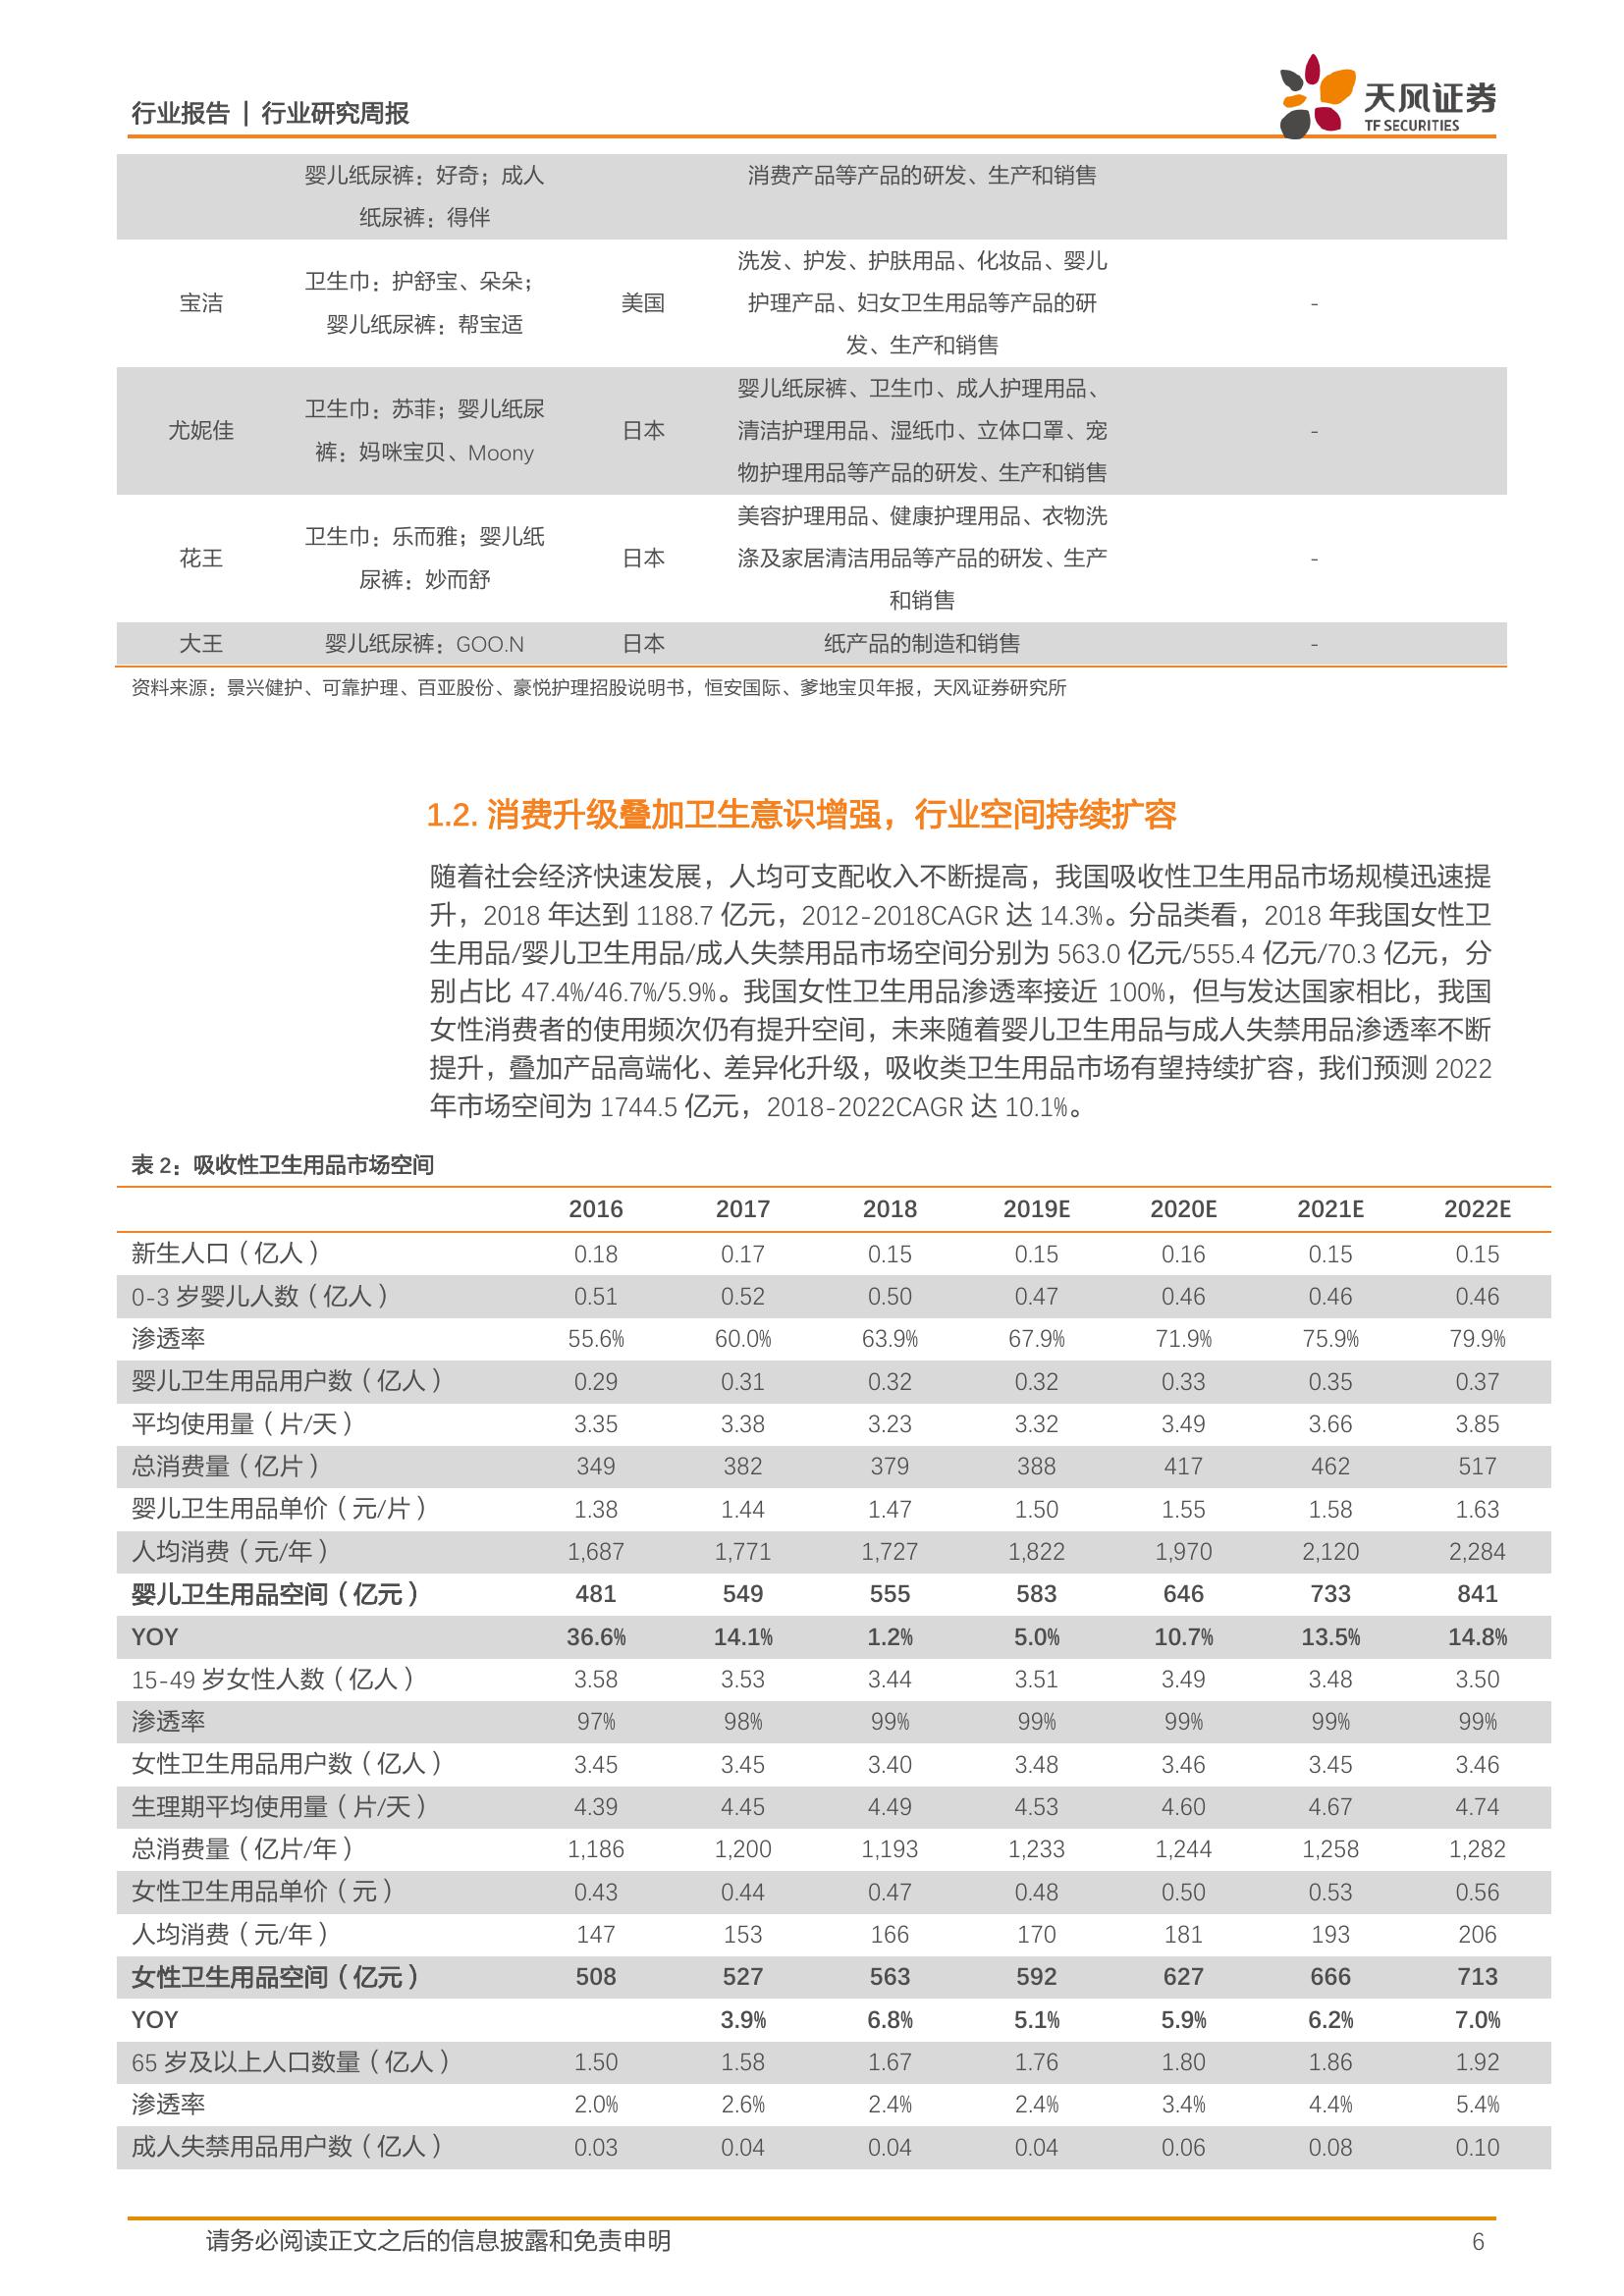 行业报告 | 行业研究周报
天风证券
TF SECURITIES
婴儿纸尿裤：好奇；成人 消费产品等产品的研发、生产和销售
纸尿裤：得伴
洗发、护发、护肤用品、化妆品、婴儿
宝洁 卫生巾：护舒宝、朵朵； 美国 护理产品、妇女卫生用品等产品的研 -
婴儿纸尿裤：帮宝适
发、生产和销售
婴儿纸尿裤、卫生巾、成人护理用品、
尤妮佳 卫生巾：苏菲；婴儿纸尿 日本 清洁护理用品、湿纸巾、立体口罩、宠 -
裤：妈咪宝贝、Moony
物护理用品等产品的研发、生产和销售
美容护理用品、健康护理用品、衣物洗
花王 卫生巾：乐而雅；婴儿纸 日本 涤及家居清洁用品等产品的研发、生产 -
尿裤：妙而舒
和销售
大王 婴儿纸尿裤：GOO.N 日本 纸产品的制造和销售 -
资料来源：景兴健护、可靠护理、百亚股份、豪悦护理招股说明书，恒安国际、爹地宝贝年报，天风证券研究所
1.2. 消费升级叠加卫生意识增强，行业空间持续扩容
随着社会经济快速发展，人均可支配收入不断提高，我国吸收性卫生用品市场规模迅速提
升，2018 年达到 1188.7 亿元，2012-2018CAGR 达 14.3%。分品类看，2018 年我国女性卫
生用品/婴儿卫生用品/成人失禁用品市场空间分别为 563.0 亿元/555.4 亿元/70.3 亿元，分
别占比 47.4%/46.7%/5.9%。我国女性卫生用品渗透率接近 100%，但与发达国家相比，我国
女性消费者的使用频次仍有提升空间，未来随着婴儿卫生用品与成人失禁用品渗透率不断
提升，叠加产品高端化、差异化升级，吸收类卫生用品市场有望持续扩容，我们预测 2022
年市场空间为 1744.5 亿元，2018-2022CAGR 达 10.1%。
表 2：吸收性卫生用品市场空间
2016 2017 2018 2019E 2020E 2021E 2022E
新生人口（亿人） 0.18 0.17 0.15 0.15 0.16 0.15 0.15
0-3 岁婴儿人数（亿人） 0.51 0.52 0.50 0.47 0.46 0.46 0.46
渗透率 55.6% 60.0% 63.9% 67.9% 71.9% 75.9% 79.9%
婴儿卫生用品用户数（亿人） 0.29 0.31 0.32 0.32 0.33 0.35 0.37
平均使用量（片/天） 3.35 3.38 3.23 3.32 3.49 3.66 3.85
总消费量（亿片） 349 382 379 388 417 462 517
婴儿卫生用品单价（元/片） 1.38 1.44 1.47 1.50 1.55 1.58 1.63
人均消费（元/年） 1,687 1,771 1,727 1,822 1,970 2,120 2,284
婴儿卫生用品空间（亿元） 481 549 555 583 646 733 841
YOY 36.6% 14.1% 1.2% 5.0% 10.7% 13.5% 14.8%
15-49 岁女性人数（亿人） 3.58 3.53 3.44 3.51 3.49 3.48 3.50
渗透率 97% 98% 99% 99% 99% 99% 99%
女性卫生用品用户数（亿人） 3.45 3.45 3.40 3.48 3.46 3.45 3.46
生理期平均使用量（片/天） 4.39 4.45 4.49 4.53 4.60 4.67 4.74
总消费量（亿片/年） 1,186 1,200 1,193 1,233 1,244 1,258 1,282
女性卫生用品单价（元） 0.43 0.44 0.47 0.48 0.50 0.53 0.56
人均消费（元/年） 147 153 166 170 181 193 206
女性卫生用品空间（亿元） 508 527 563 592 627 666 713
YOY 3.9% 6.8% 5.1% 5.9% 6.2% 7.0%
65 岁及以上人口数量（亿人） 1.50 1.58 1.67 1.76 1.80 1.86 1.92
渗透率 2.0% 2.6% 2.4% 2.4% 3.4% 4.4% 5.4%
成人失禁用品用户数（亿人） 0.03 0.04 0.04 0.04 0.06 0.08 0.10
请务必阅读正文之后的信息披露和免责申明 6